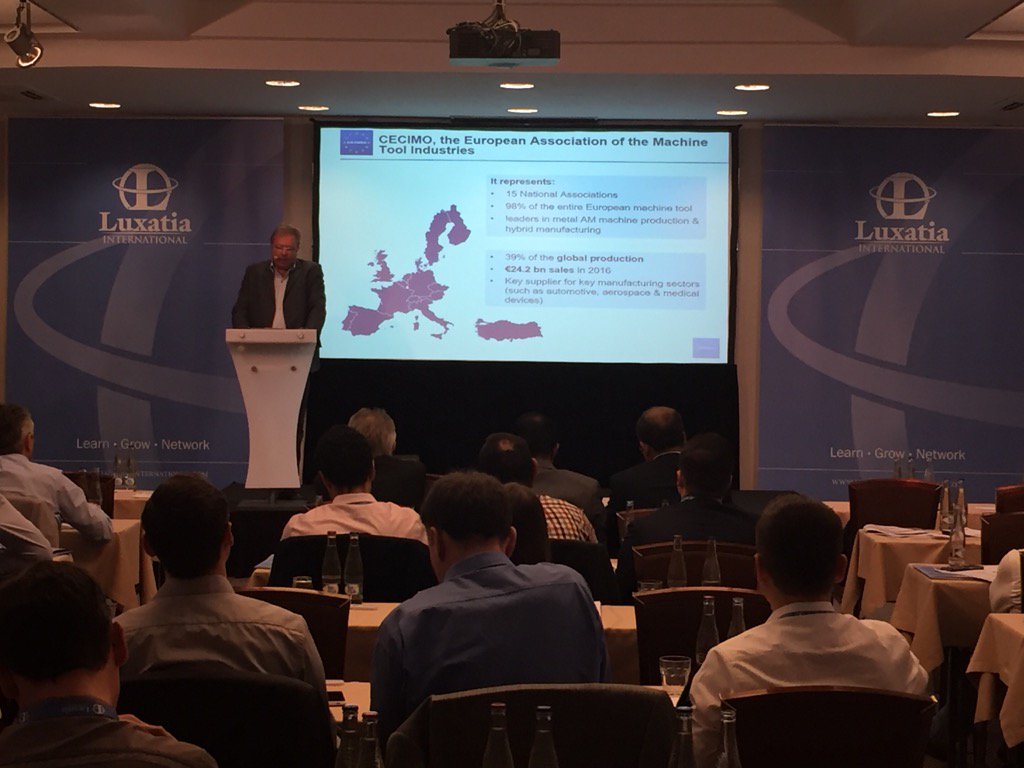 CECIMO, the European Association of the Machine
Tool Industries
It represents:
• 15 National Associations
• 98% of the entire European machine tool
• leaders in metal AM machine production &
hybrid manufacturing
• 39% of the global production
• €24.2 bn sales in 2016
• Key supplier for key manufacturing sectors
(such as automotive, aerospace & medical
devices)
Luxatia
INTERNATIONAL
Learn • Grow • Network
Luxatia
INTERNATIONAL
Learn • Grow • Network